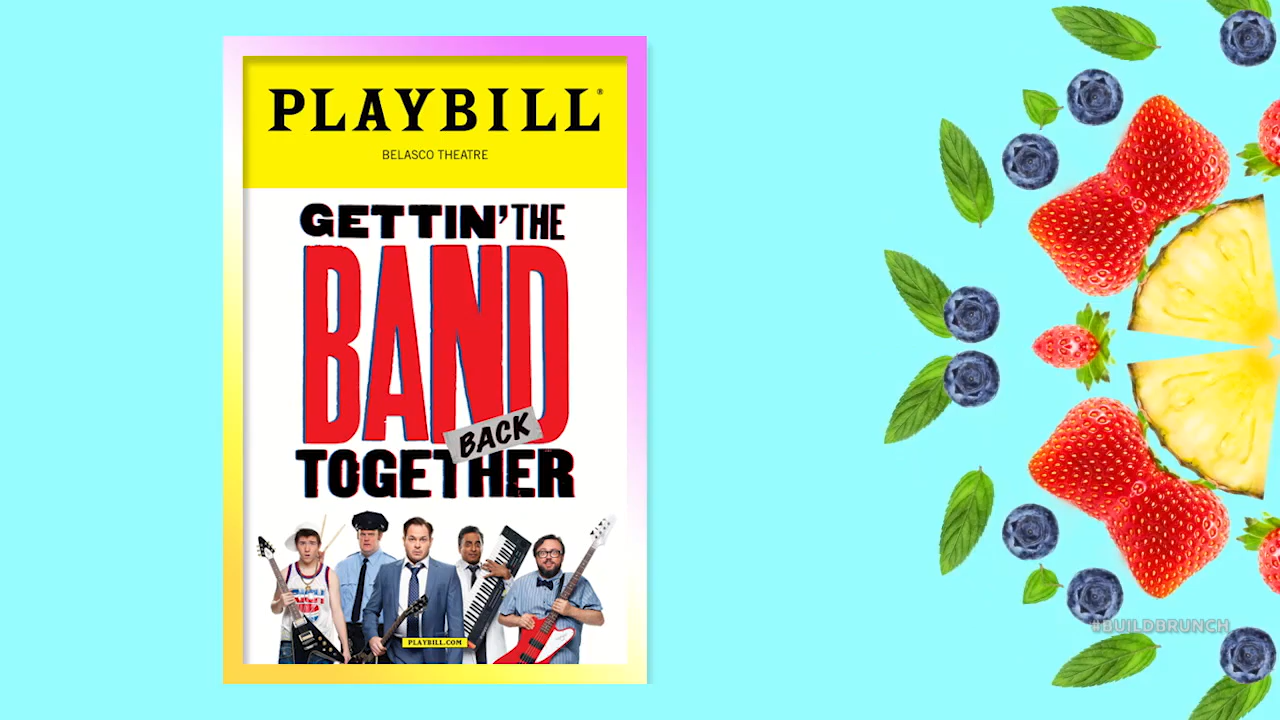 PLAYBILL®
BELASCO THEATRE
GETTIN' THE
BAND
BACK
TOGETHER
PLAYBILL.COM
#BUILDBRUNCH